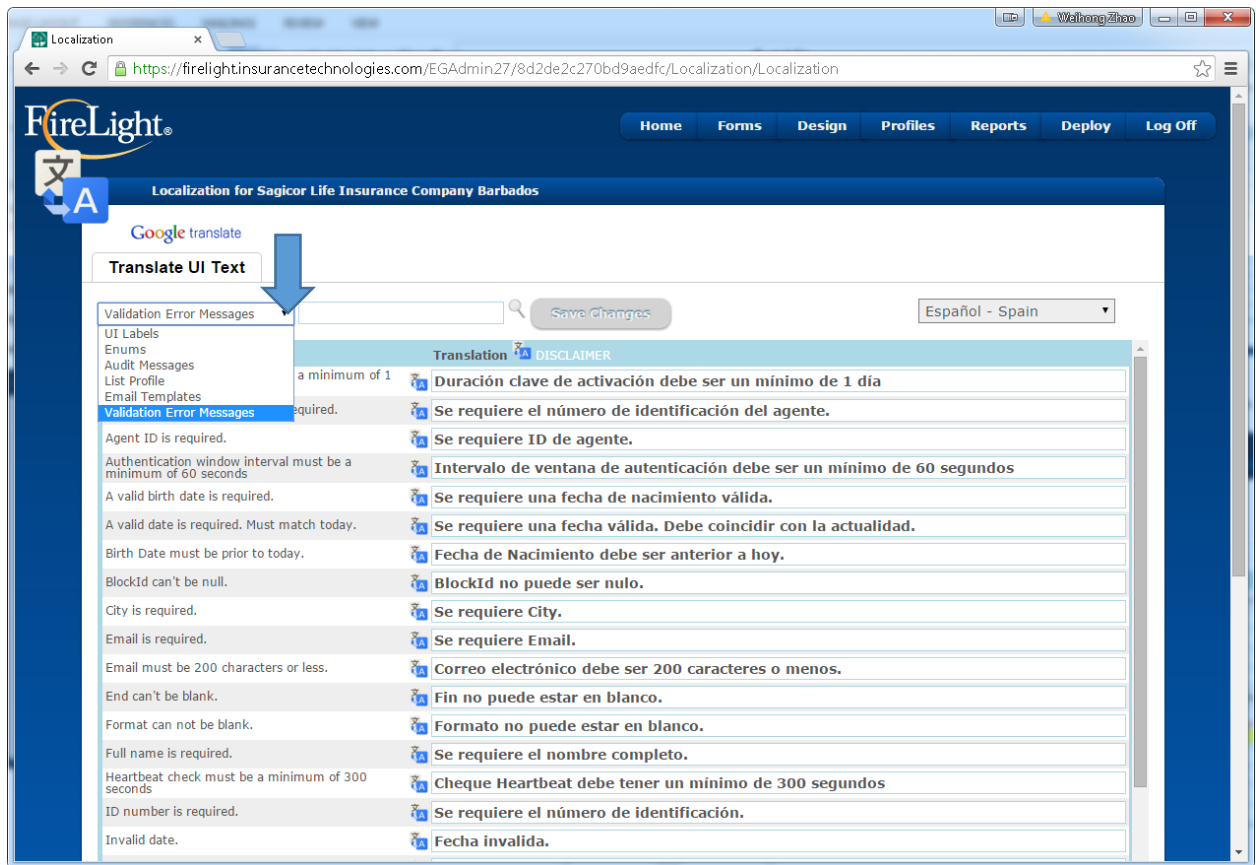 Weihong Zhao
Localization
https://firelight.insurancetechnologies.com/EGAdmin27/8d2de2c270bd9aedfc/Localization/Localization
FireLight®
Home Forms Design Profiles Reports Deploy Log Off
文
A
Localization for Sagicor Life Insurance Company Barbados
Google translate
Translate UI Text
Validation Error Messages
Save Changes
Español - Spain
UI Labels
Enums
Audit Messages
List Profile
Email Templates
Validation Error Messages
Translation DISCLAIMER
a minimum of 1
Duración clave de activación debe ser un mínimo de 1 día
equired.
Se requiere el número de identificación del agente.
Agent ID is required.
Se requiere ID de agente.
Authentication window interval must be a
minimum of 60 seconds
Intervalo de ventana de autenticación debe ser un mínimo de 60 segundos
A valid birth date is required.
Se requiere una fecha de nacimiento válida.
A valid date is required. Must match today.
Se requiere una fecha válida. Debe coincidir con la actualidad.
Birth Date must be prior to today.
Fecha de Nacimiento debe ser anterior a hoy.
BlockId can't be null.
BlockId no puede ser nulo.
City is required.
Se requiere City.
Email is required.
Se requiere Email.
Email must be 200 characters or less.
Correo electrónico debe ser 200 caracteres o menos.
End can't be blank.
Fin no puede estar en blanco.
Format can not be blank.
Formato no puede estar en blanco.
Full name is required.
Se requiere el nombre completo.
Heartbeat check must be a minimum of 300
seconds
Cheque Heartbeat debe tener un mínimo de 300 segundos
ID number is required.
Se requiere el número de identificación.
Invalid date.
Fecha invalida.